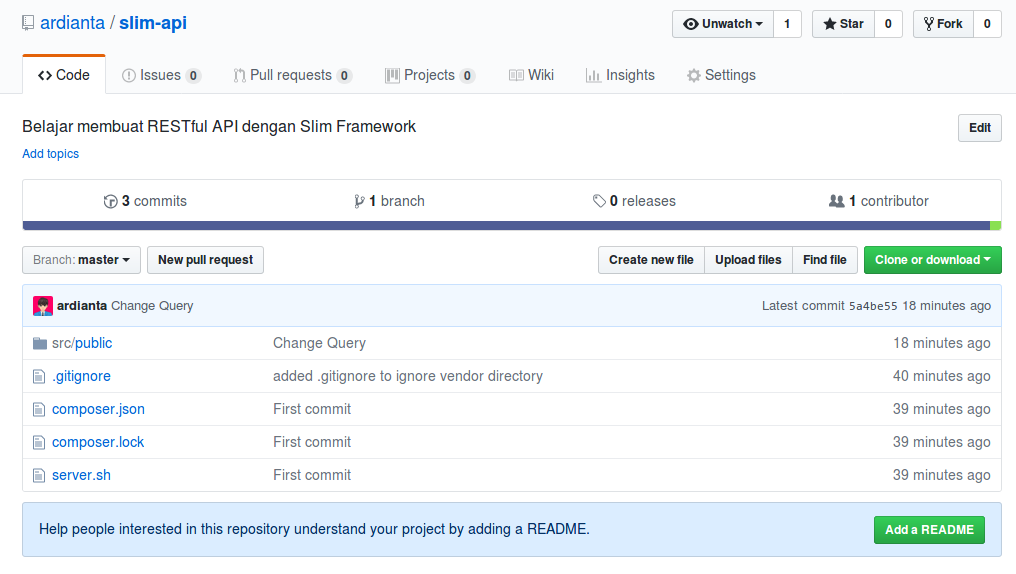 ardianta / slim-api
Unwatch 1 Star 0 Fork 0
Code Issues 0 Pull requests 0 Projects 0 Wiki Insights Settings
Belajar membuat RESTful API dengan Slim Framework
Edit
Add topics
3 commits 1 branch 0 releases 1 contributor
Branch: master New pull request Create new file Upload files Find file Clone or download
ardianta Change Query Latest commit 5a4be55 18 minutes ago
src/public Change Query 18 minutes ago
.gitignore added .gitignore to ignore vendor directory 40 minutes ago
composer.json First commit 39 minutes ago
composer.lock First commit 39 minutes ago
server.sh First commit 39 minutes ago
Help people interested in this repository understand your project by adding a README. Add a README